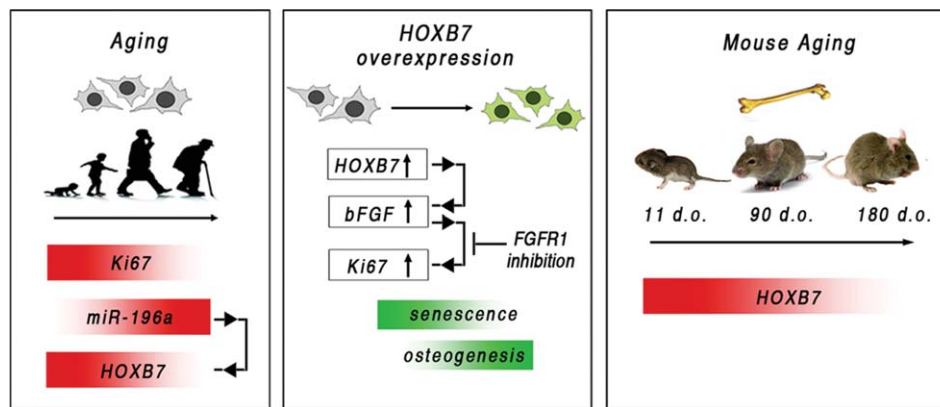 Aging
Ki67
miR-196a
HOXB7
HOXB7
overexpression
HOXB7
bFGF
Ki67
FGFR1
inhibition
senescence
osteogenesis
Mouse Aging
11 d.o. 90 d.o. 180 d.o.
HOXB7